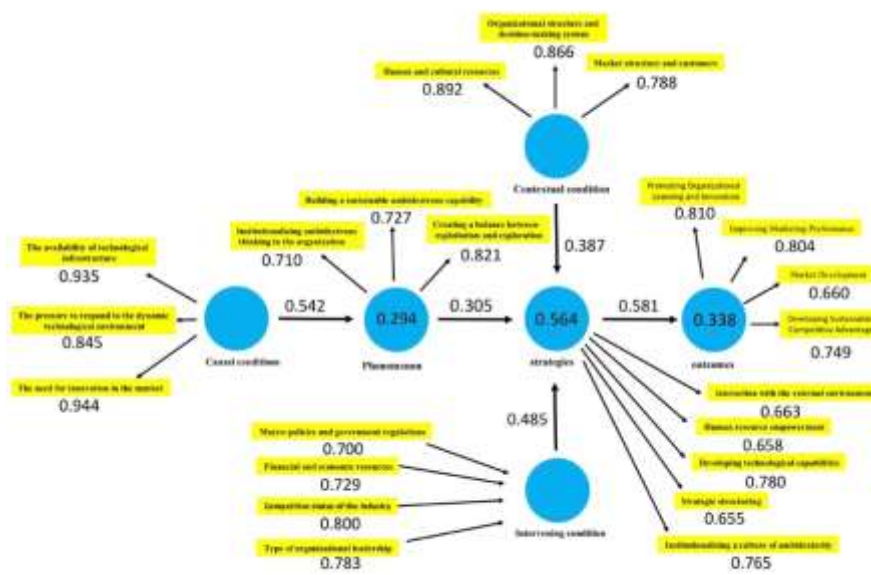 Organizational structure and
decision-making system
0.866
Human and cultural resources
0.892
Market structure and customers
0.788
Contextual condition
0.387
Building a sustainable ambidextrous capability
0.727
Institutionalizing ambidextrous
thinking in the organization
0.710
Creating a balance between
exploitation and exploration
0.821
Promoting Organizational
Learning and Innovation
0.810
Improving Marketing Performance
0.804
Market Development
0.660
Developing Sustainable
Competitive Advantage
0.749
The availability of technological
infrastructure
0.935
The pressure to respond to the dynamic
technological environment
0.845
The need for innovation in the market
0.944
Causal conditions
0.542
0.294
Phenomenon
0.305
0.564
strategies
0.581
0.338
outcomes
0.485
Macro policies and government regulations
0.700
Financial and economic resources
0.729
Competitive status of the industry
0.800
Type of organizational leadership
0.783
Intervening condition
Interaction with the external environment
0.663
Human resource empowerment
0.658
Developing technological capabilities
0.780
Strategic structuring
0.655
Institutionalizing a culture of ambidexterity
0.765